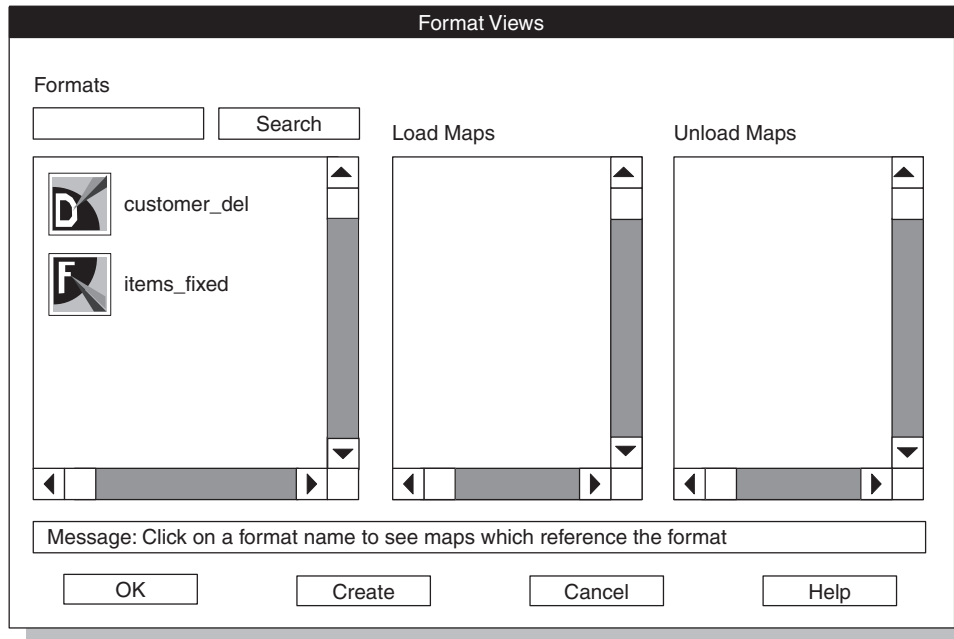 Format Views
Formats
Search
Load Maps
Unload Maps
D customer_del
F items_fixed
Message: Click on a format name to see maps which reference the format
OK Create Cancel Help